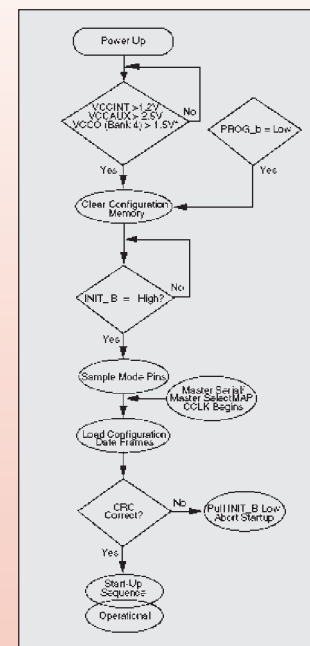 Power Up
VCCINT >1.2V
VCCAUX > 2.5V
VCCO (Bank 4) > 1.5V*
No
PROG_b = Low
Yes
Yes
Clear Configuration
Memory
No
INIT_B = High?
Yes
Sample Mode Pins
Master Serial/
Master SelectMAP
CCLK Begins
Load Configuration
Date Frames
CRC
Correct?
No
Pull INIT_B Low
Abort Startup
Yes
Start-Up
Sequence
Operational